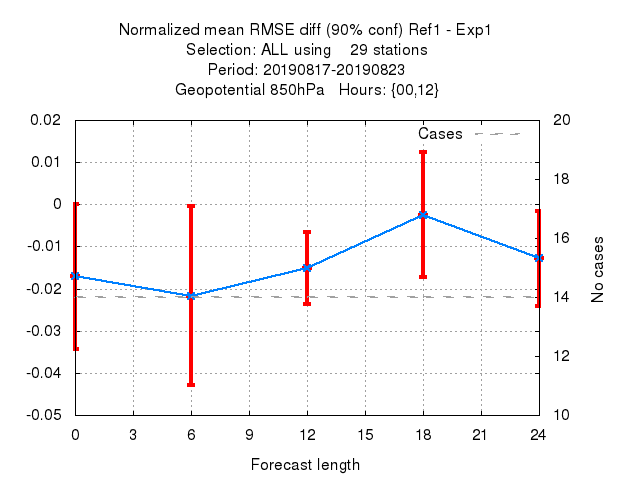 Normalized mean RMSE diff (90% conf) Ref1 - Exp1
Selection: ALL using    29 stations
Period: 20190817-20190823
Geopotential 850hPa   Hours: {00,12}
Cases
0.02
0.01
0
-0.01
-0.02
-0.03
-0.04
-0.05
20
18
16
14
12
10
No cases
0 3 6 9 12 15 18 21 24
Forecast length